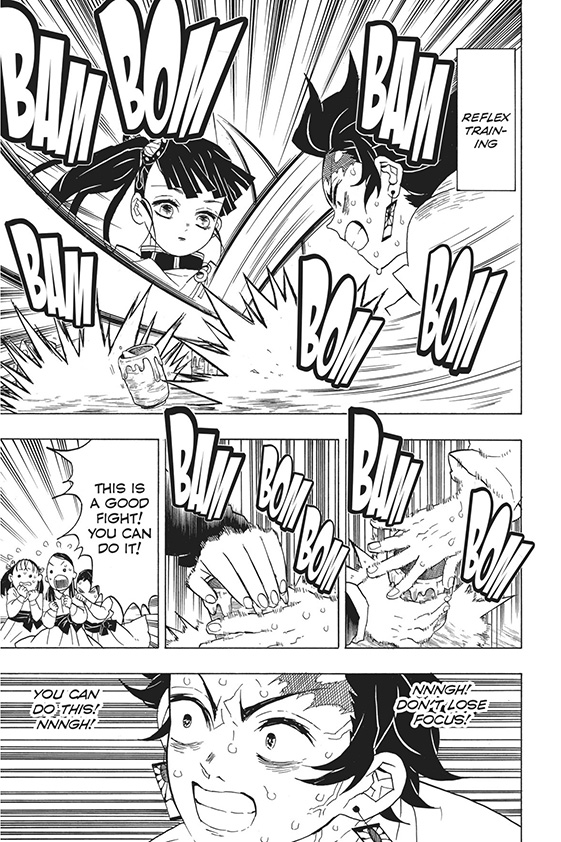 REFLEX
TRAIN-
ING
BAM
BOM
BAM
BAM
BOM
BOM
BAM
BOM
BAM
BOM
BOM
THIS IS
A GOOD
FIGHT!
YOU CAN
DO IT!
NNNGH!
DON'T LOSE
FOCUS!
YOU CAN
DO THIS!
NNNGH!